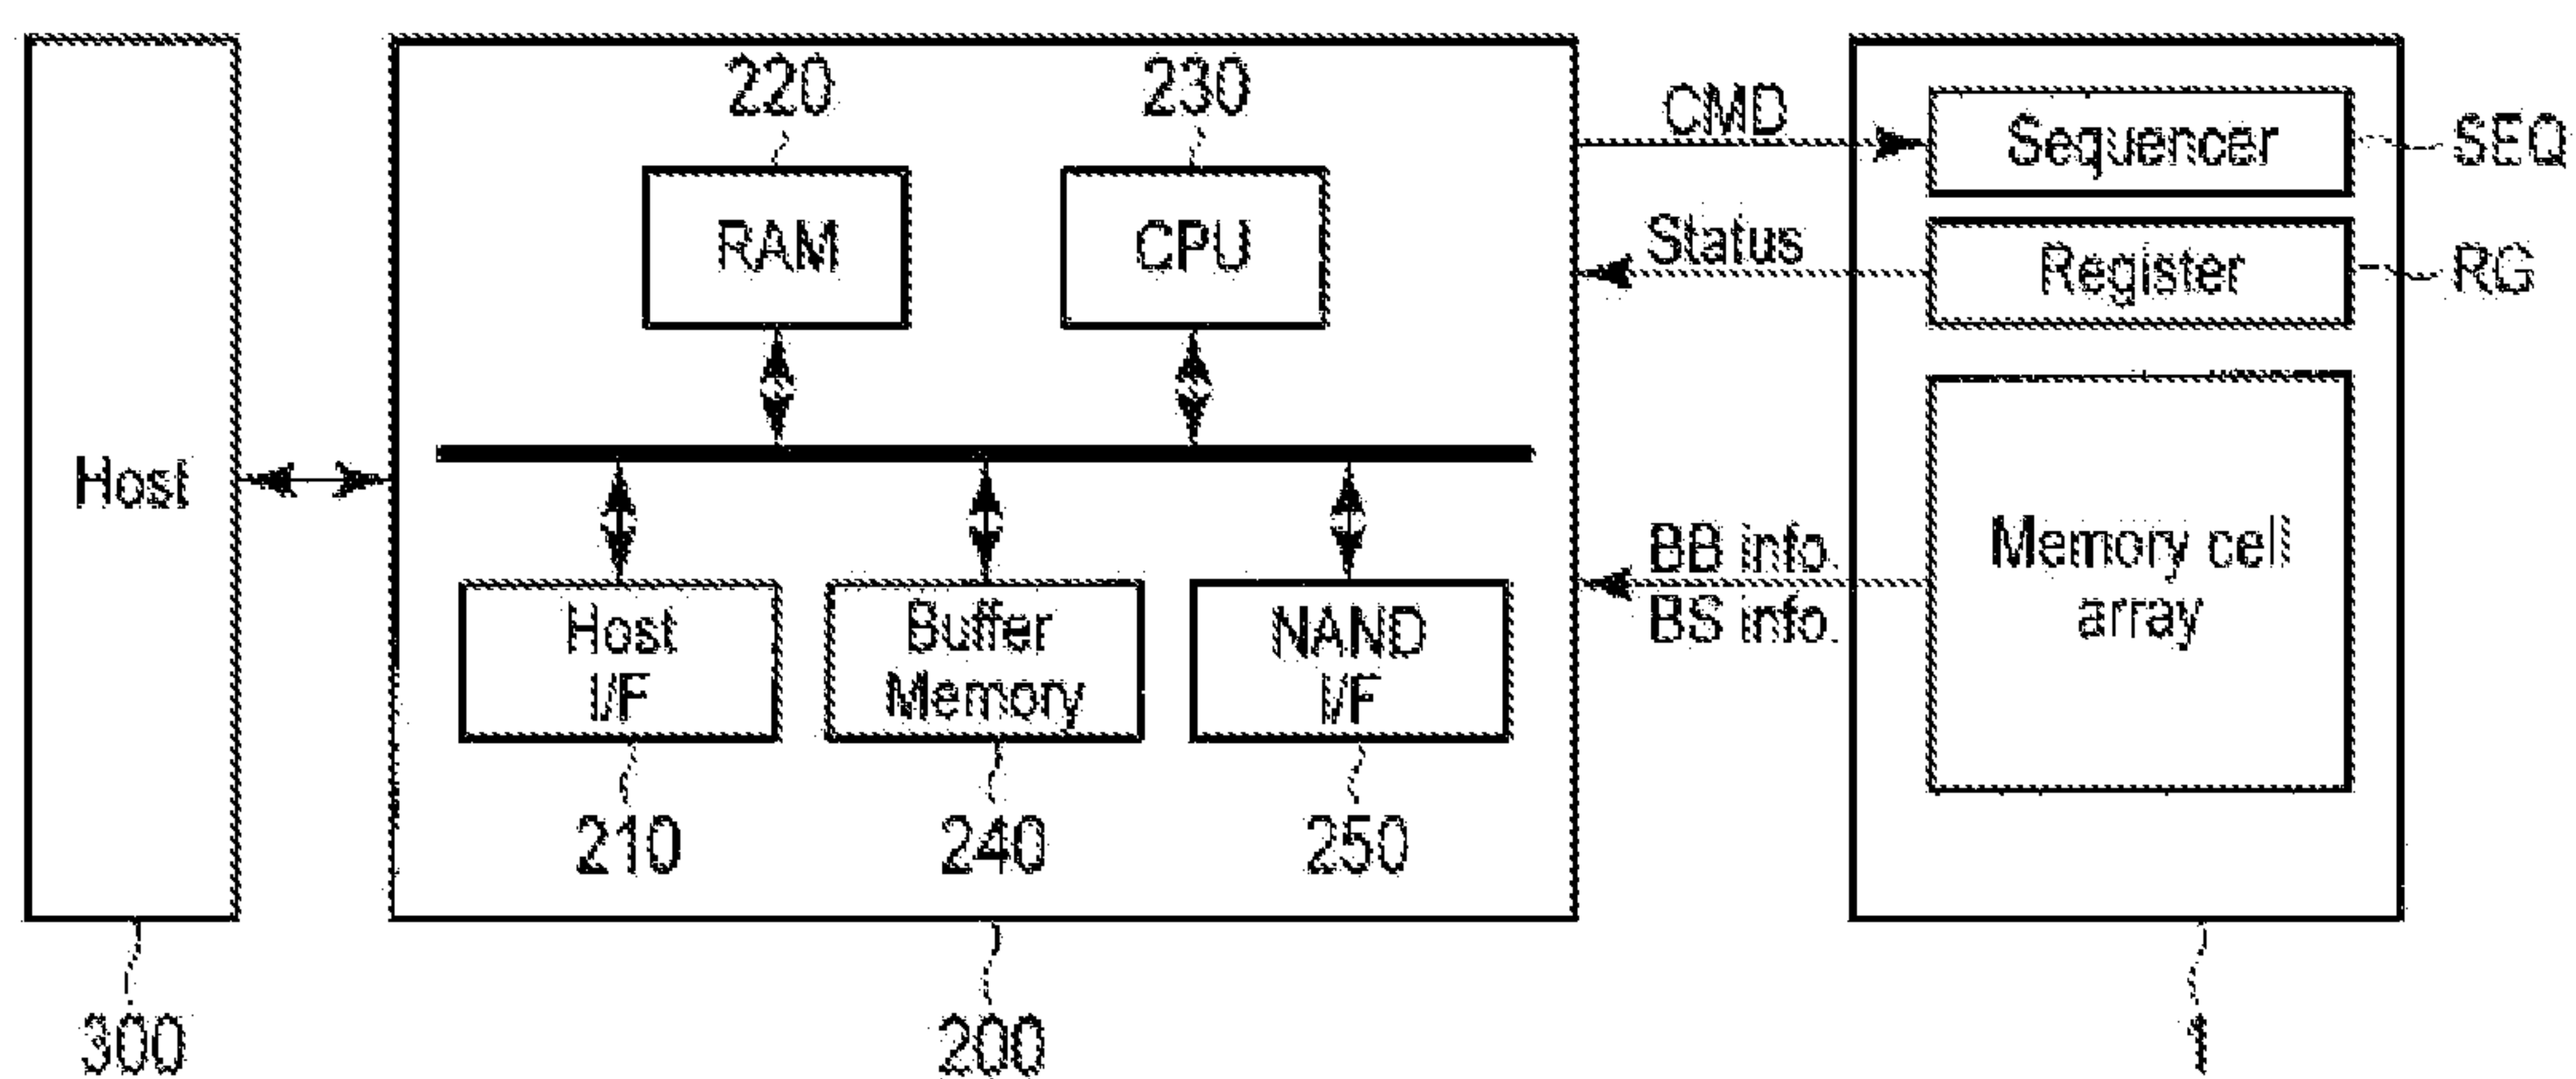 220
230
CMD
Sequencer
SEQ
RAM
CPU
Status
Register
RG
Host
BB info.
BS info.
Memory cell
array
Host
I/F
Buffer
Memory
NAND
I/F
210
240
250
300
200
1